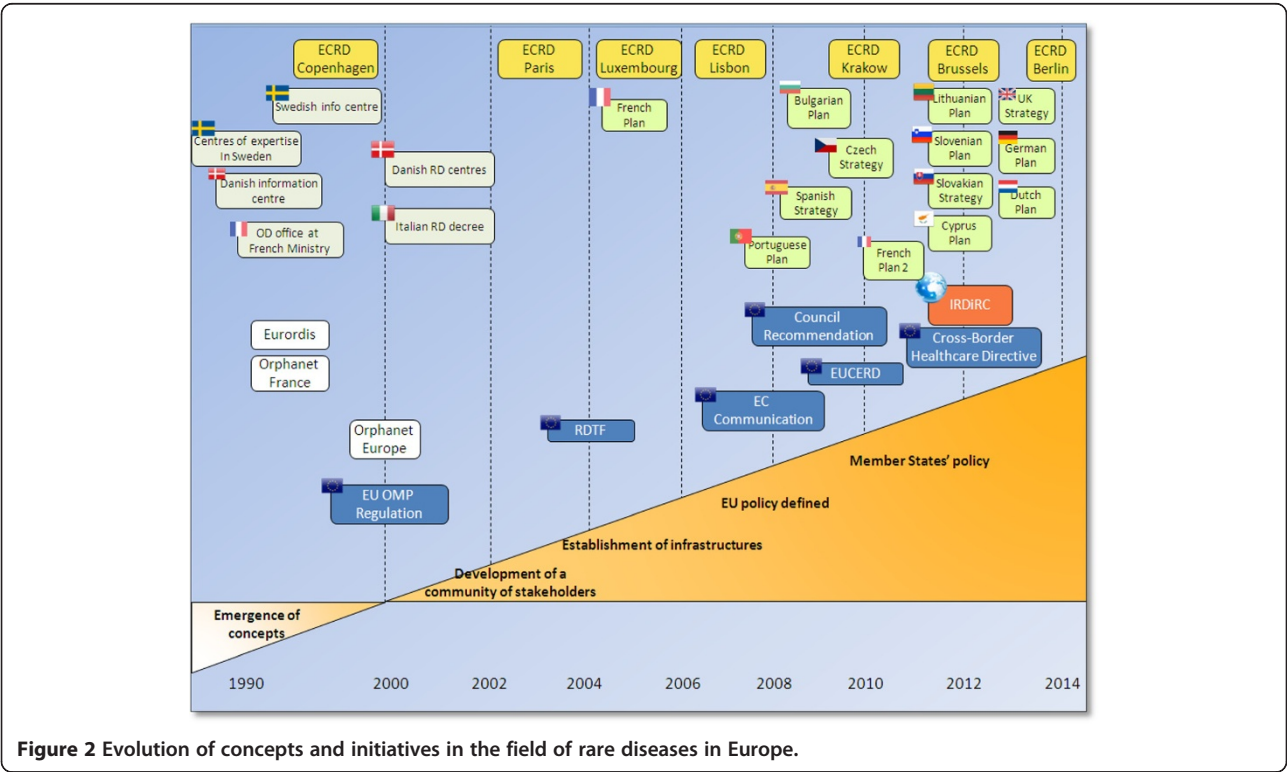 ECRD
Copenhagen
ECRD
Paris
ECRD
Luxembourg
ECRD
Lisbon
ECRD
Krakow
ECRD
Brussels
ECRD
Berlin
Swedish info centre
French
Plan
Bulgarian
Plan
Lithuanian
Plan
UK
Strategy
Centres of expertise
In Sweden
Danish RD centres
Czech
Strategy
Slovenian
Plan
German
Plan
Danish information
centre
Spanish
Strategy
Slovakian
Strategy
Dutch
Plan
OD office at
French Ministry
Italian RD decree
Portuguese
Plan
French
Plan 2
Cyprus
Plan
IRDiRC
Eurordis
Council
Recommendation
Cross-Border
Healthcare Directive
Orphanet
France
EUCERD
Orphanet
Europe
RDTF
EC
Communication
EU OMP
Regulation
Member States' policy
EU policy defined
Establishment of infrastructures
Development of a
community of stakeholders
Emergence of
concepts
1990 2000 2002 2004 2006 2008 2010 2012 2014
Figure 2 Evolution of concepts and initiatives in the field of rare diseases in Europe.